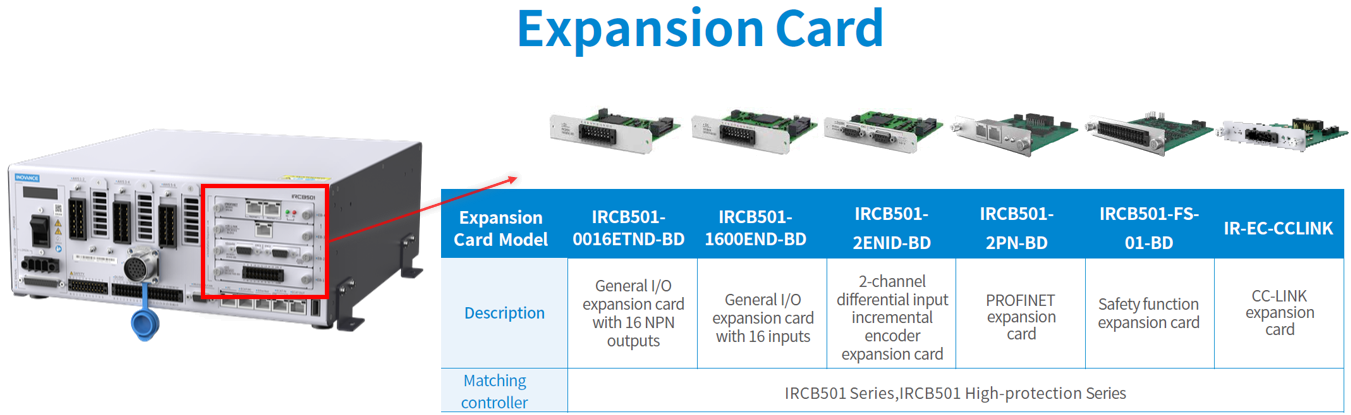 Expansion Card
INOVANCE
IRCB501
Expansion
Card Model
IRCB501-
0016ETND-BD
IRCB501-
1600END-BD
IRCB501-
2ENID-BD
IRCB501-
2PN-BD
IRCB501-FS-
01-BD
IR-EC-CCLINK
Description
General I/O
expansion card
with 16 NPN
outputs
General I/O
expansion card
with 16 inputs
2-channel
differential input
incremental
encoder
expansion card
PROFINET
expansion
card
Safety function
expansion card
CC-LINK
expansion
card
Matching
controller
IRCB501 Series,IRCB501 High-protection Series